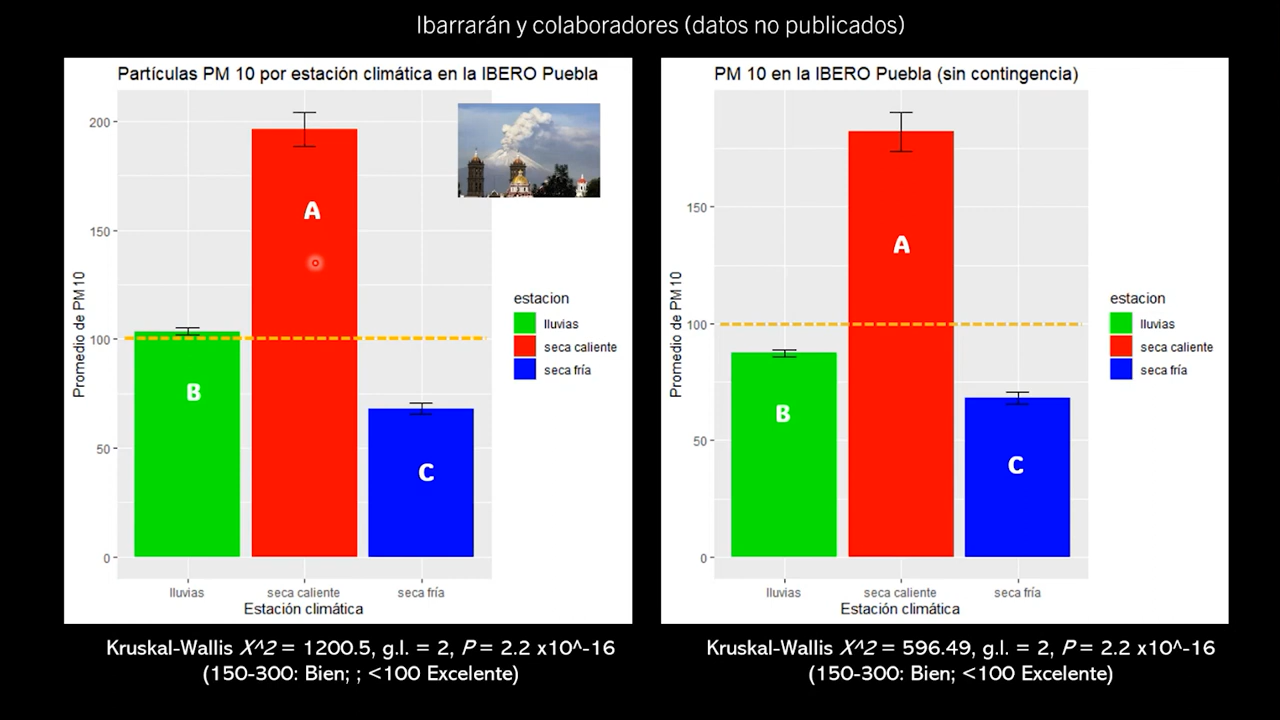 Ibarrarán y colaboradores (datos no publicados)
Partículas PM 10 por estación climática en la IBERO Puebla
Promedio de PM 10
200
150
100
50
0
A
B
C
lluvias
seca caliente
seca fría
Estación climática
estacion
lluvias
seca caliente
seca fría
Kruskal-Wallis X^2 = 1200.5, g.l. = 2, P = 2.2 x10^-16
(150-300: Bien; ; <100 Excelente)
PM 10 en la IBERO Puebla (sin contingencia)
Promedio de PM 10
150
100
50
0
A
B
C
lluvias
seca caliente
seca fría
Estación climática
estacion
lluvias
seca caliente
seca fría
Kruskal-Wallis X^2 = 596.49, g.l. = 2, P = 2.2 x10^-16
(150-300: Bien; <100 Excelente)